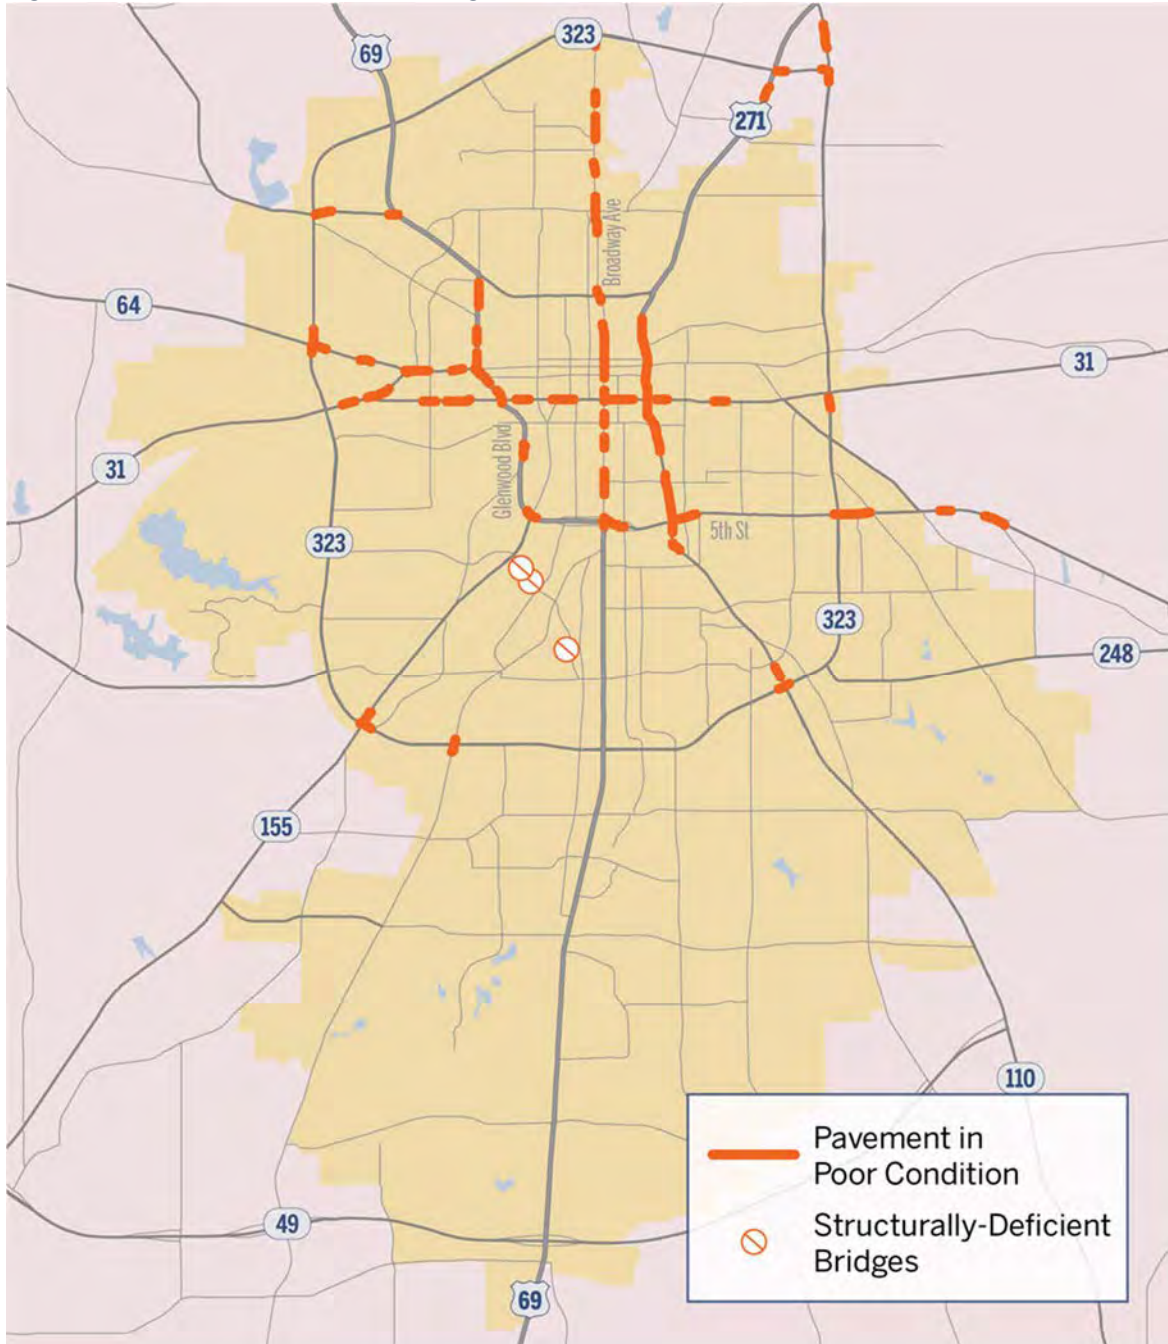 323
69
271
Broadway Ave
64
31
31
Glenwood Blvd
5th St
323
323
248
155
110
Pavement in
Poor Condition
49
Structurally-Deficient
Bridges
69